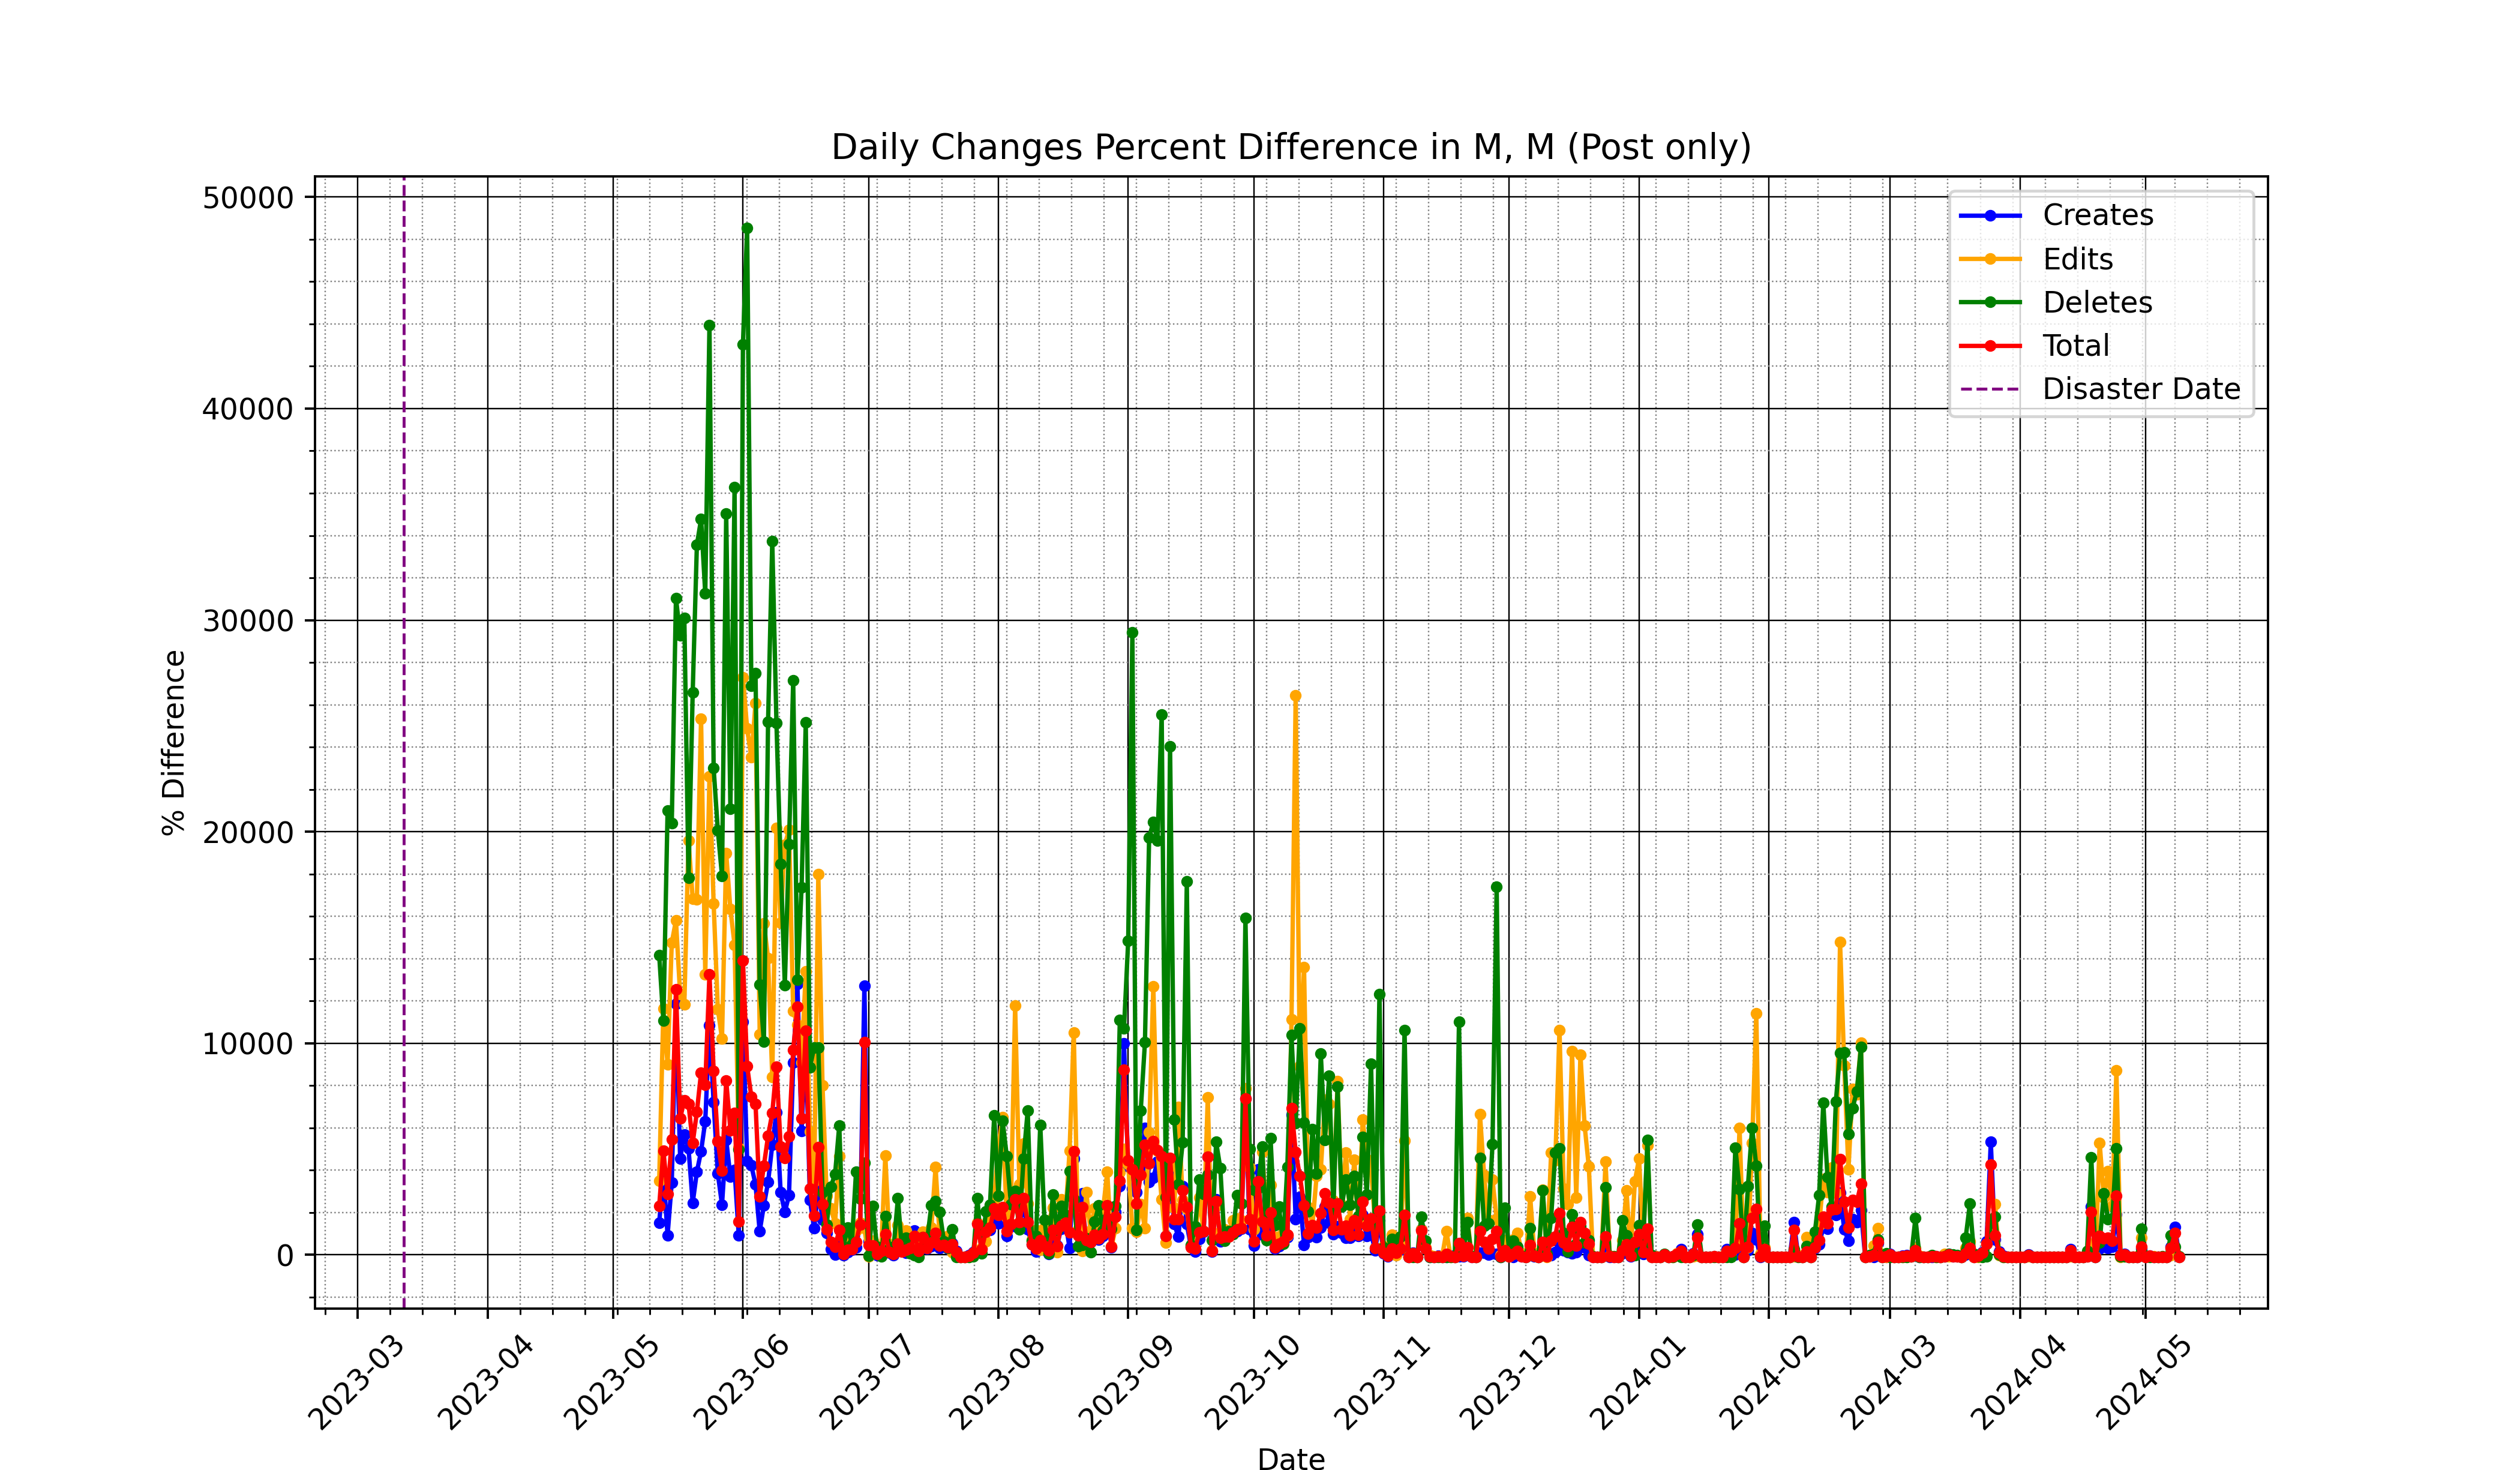 Daily Changes Percent Difference in M, M (Post only)
50000
40000
30000
20000
10000
0
% Difference
Creates
Edits
Deletes
Total
Disaster Date
2023-03
2023-04
2023-05
2023-06
2023-07
2023-08
2023-09
2023-10
2023-11
2023-12
2024-01
2024-02
2024-03
2024-04
2024-05
Date